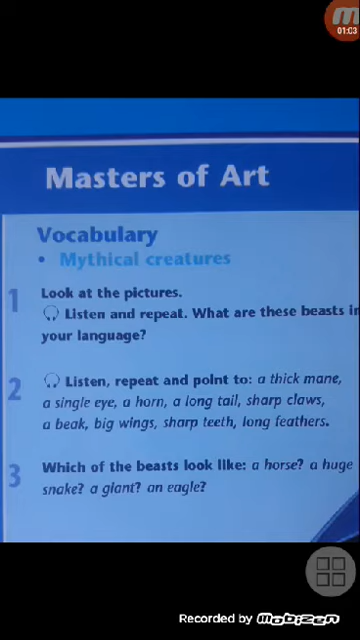 01:03
Masters of Art
Vocabulary
• Mythical creatures
1 Look at the pictures.
Listen and repeat. What are these beasts in
your language?
2 Listen, repeat and point to: a thick mane,
a single eye, a horn, a long tail, sharp claws,
a beak, big wings, sharp teeth, long feathers.
3 Which of the beasts look like: a horse? a huge
snake? a giant? an eagle?
Recorded by mobizen